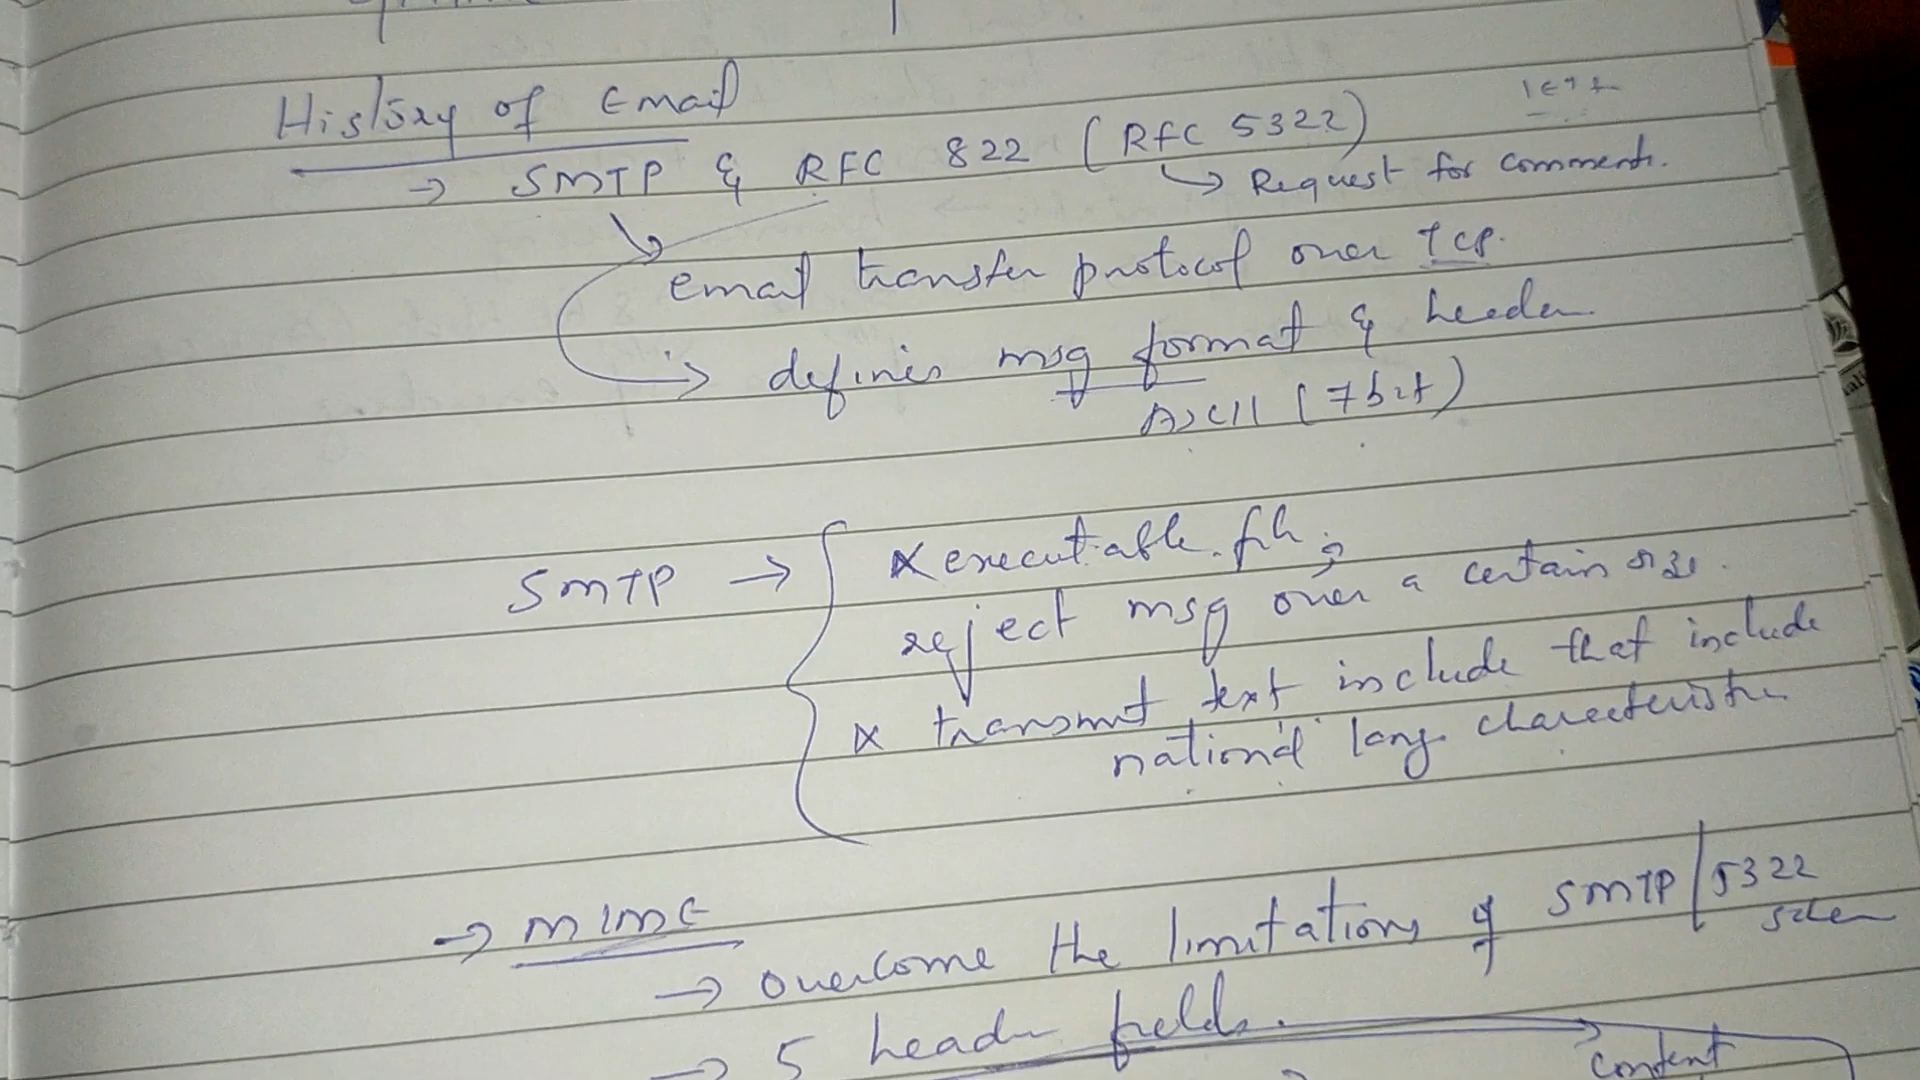 History of Email
→ SMTP & RFC 822 (RFC 5322)
→ Request for comments.
email transfer protocol over TCP.
→ defines msg format & header
ASCII (7 bit)
SMTP → { x executable file;
reject msg over a certain size.
x transmit text include that include
national lang. characteristic
→ MIME
→ overcome the limitations of SMTP/5322
→ 5 header fields.
content